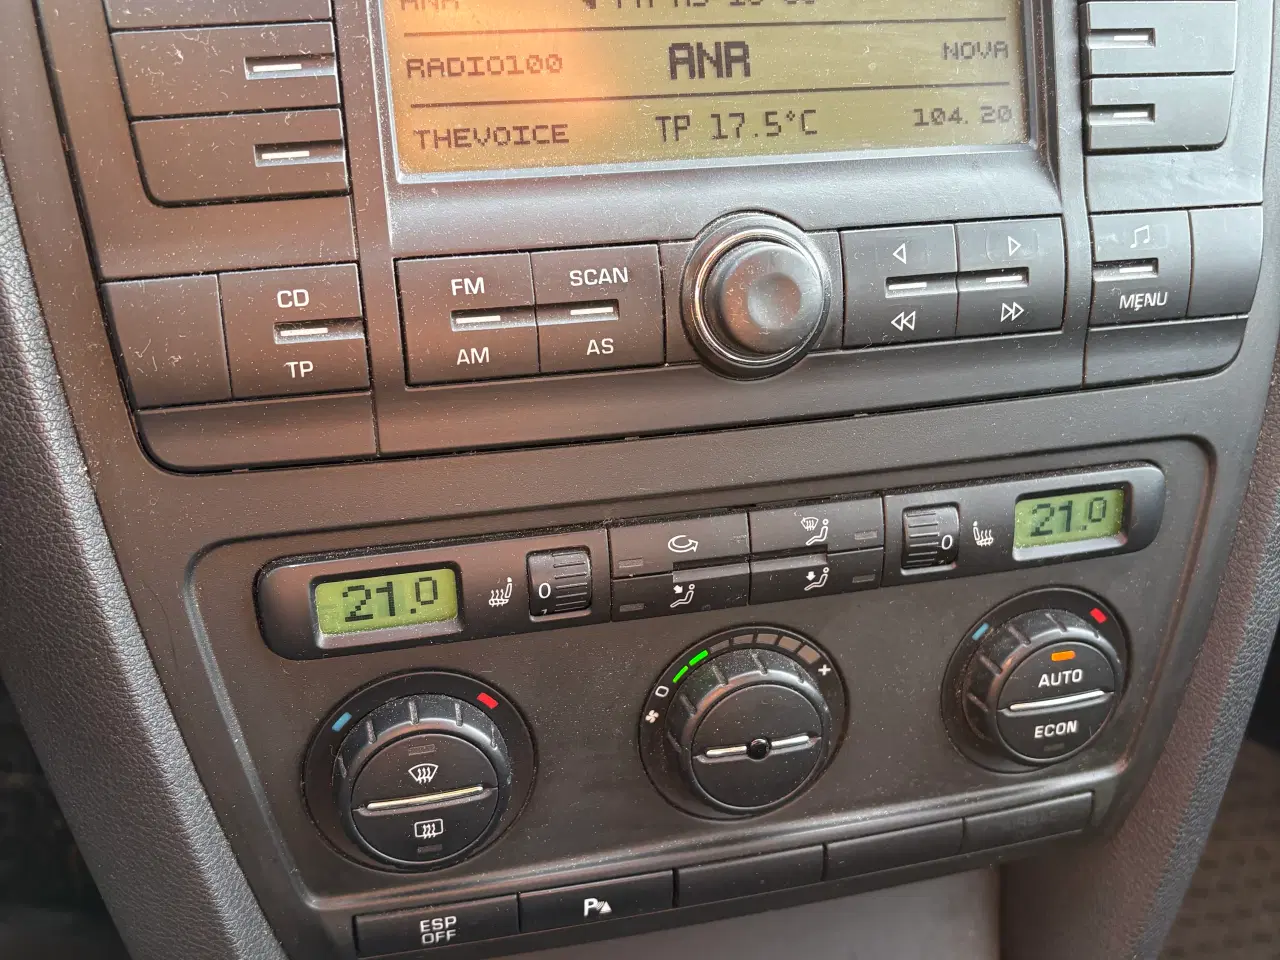 ANR
RADIO100 ANR NOVA
THEVOICE TP 17.5°C 104.20
CD
TP
FM
AM
SCAN
AS
MENU
21.0
0
0
21.0
0
+
AUTO
ECON
ESP
OFF
P